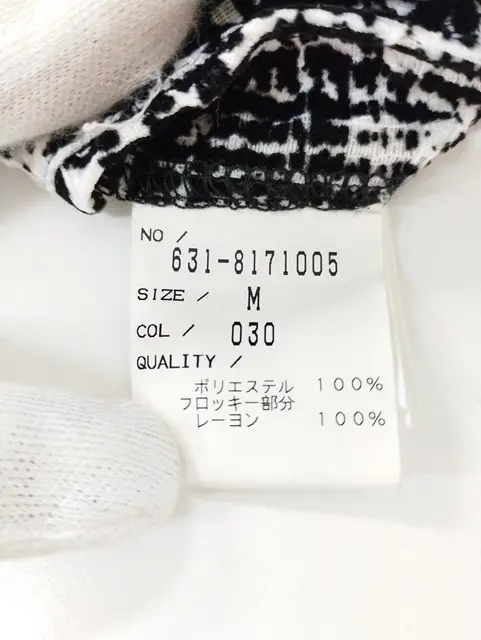 NO /
631-8171005
SIZE / M
COL / 030
QUALITY /
ポリエステル 100%
フロッキー部分
レーヨン 100%